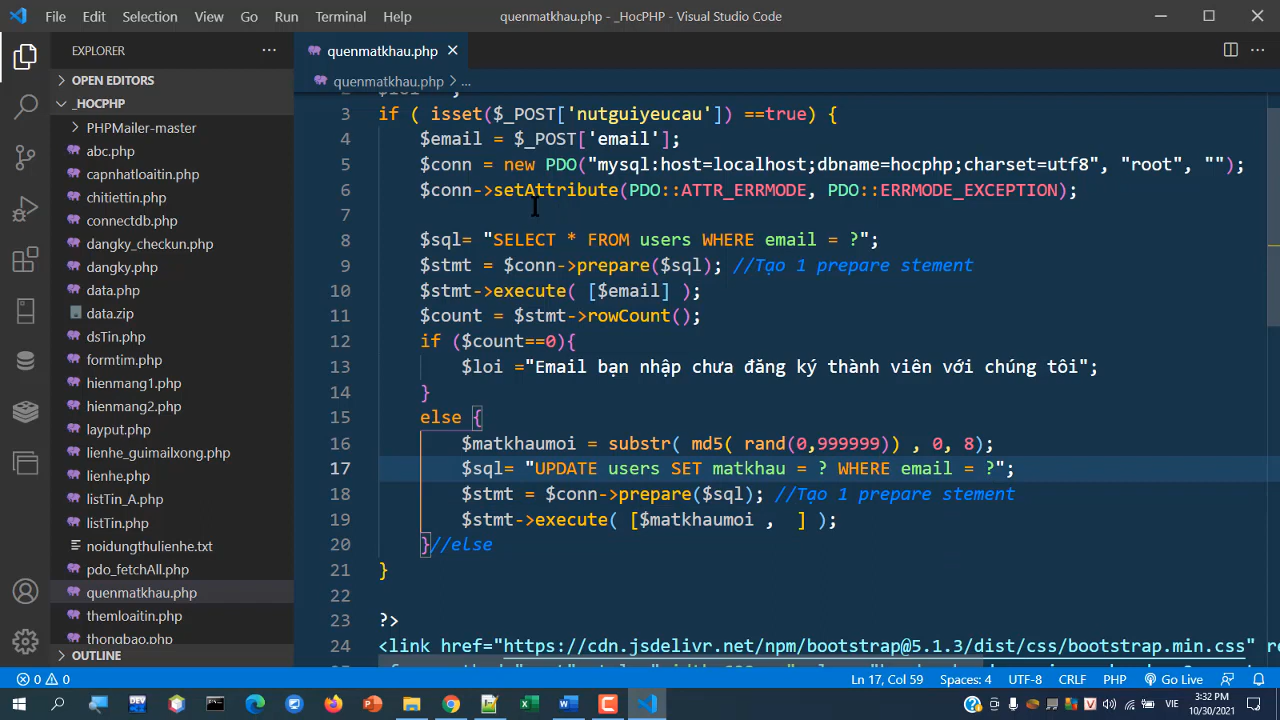 File Edit Selection View Go Run Terminal Help quenmatkhau.php - _HocPHP - Visual Studio Code
EXPLORER
OPEN EDITORS
_HOCPHP
PHPMailer-master
abc.php
capnhatloaitin.php
chitiettin.php
connectdb.php
dangky_checkun.php
dangky.php
data.php
data.zip
dsTin.php
formtim.php
hienmang1.php
hienmang2.php
layput.php
lienhe_guimailxong.php
lienhe.php
listTin_A.php
listTin.php
noidungthulienhe.txt
pdo_fetchAll.php
quenmatkhau.php
themloaitin.php
thongbao.php
OUTLINE
quenmatkhau.php
quenmatkhau.php > ...
3 if ( isset($_POST['nutguiyeucau']) ==true) {
4 $email = $_POST['email'];
5 $conn = new PDO("mysql:host=localhost;dbname=hocphp;charset=utf8", "root", "");
6 $conn->setAttribute(PDO::ATTR_ERRMODE, PDO::ERRMODE_EXCEPTION);
7
8 $sql= "SELECT * FROM users WHERE email = ?";
9 $stmt = $conn->prepare($sql); //Tạo 1 prepare stement
10 $stmt->execute( [$email] );
11 $count = $stmt->rowCount();
12 if ($count==0){
13 $loi ="Email bạn nhập chưa đăng ký thành viên với chúng tôi";
14 }
15 else {
16 $matkhaumoi = substr( md5( rand(0,999999)) , 0, 8);
17 $sql= "UPDATE users SET matkhau = ? WHERE email = ?";
18 $stmt = $conn->prepare($sql); //Tạo 1 prepare stement
19 $stmt->execute( [$matkhaumoi , ] );
20 }//else
21 }
22
23 ?>
24 <link href="https://cdn.jsdelivr.net/npm/bootstrap@5.1.3/dist/css/bootstrap.min.css" re
0 0 Ln 17, Col 59 Spaces: 4 UTF-8 CRLF PHP Go Live
VIE 3:32 PM
10/30/2021